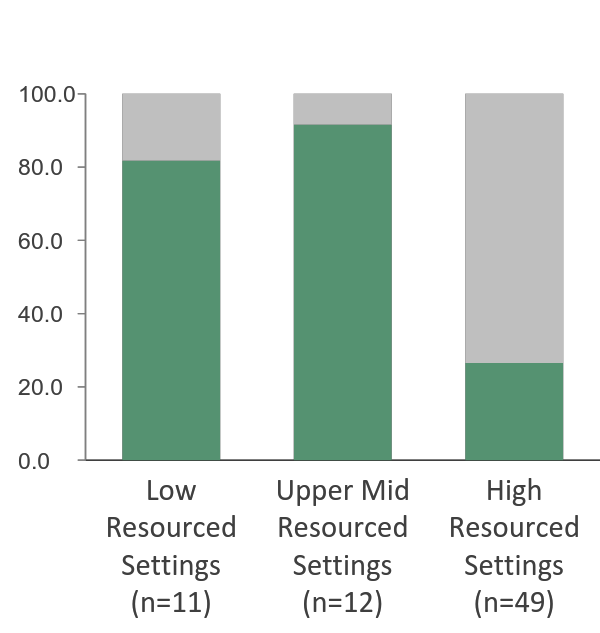 100.0
80.0
60.0
40.0
20.0
0.0
Low
Resourced
Settings
(n=11)
Upper Mid
Resourced
Settings
(n=12)
High
Resourced
Settings
(n=49)